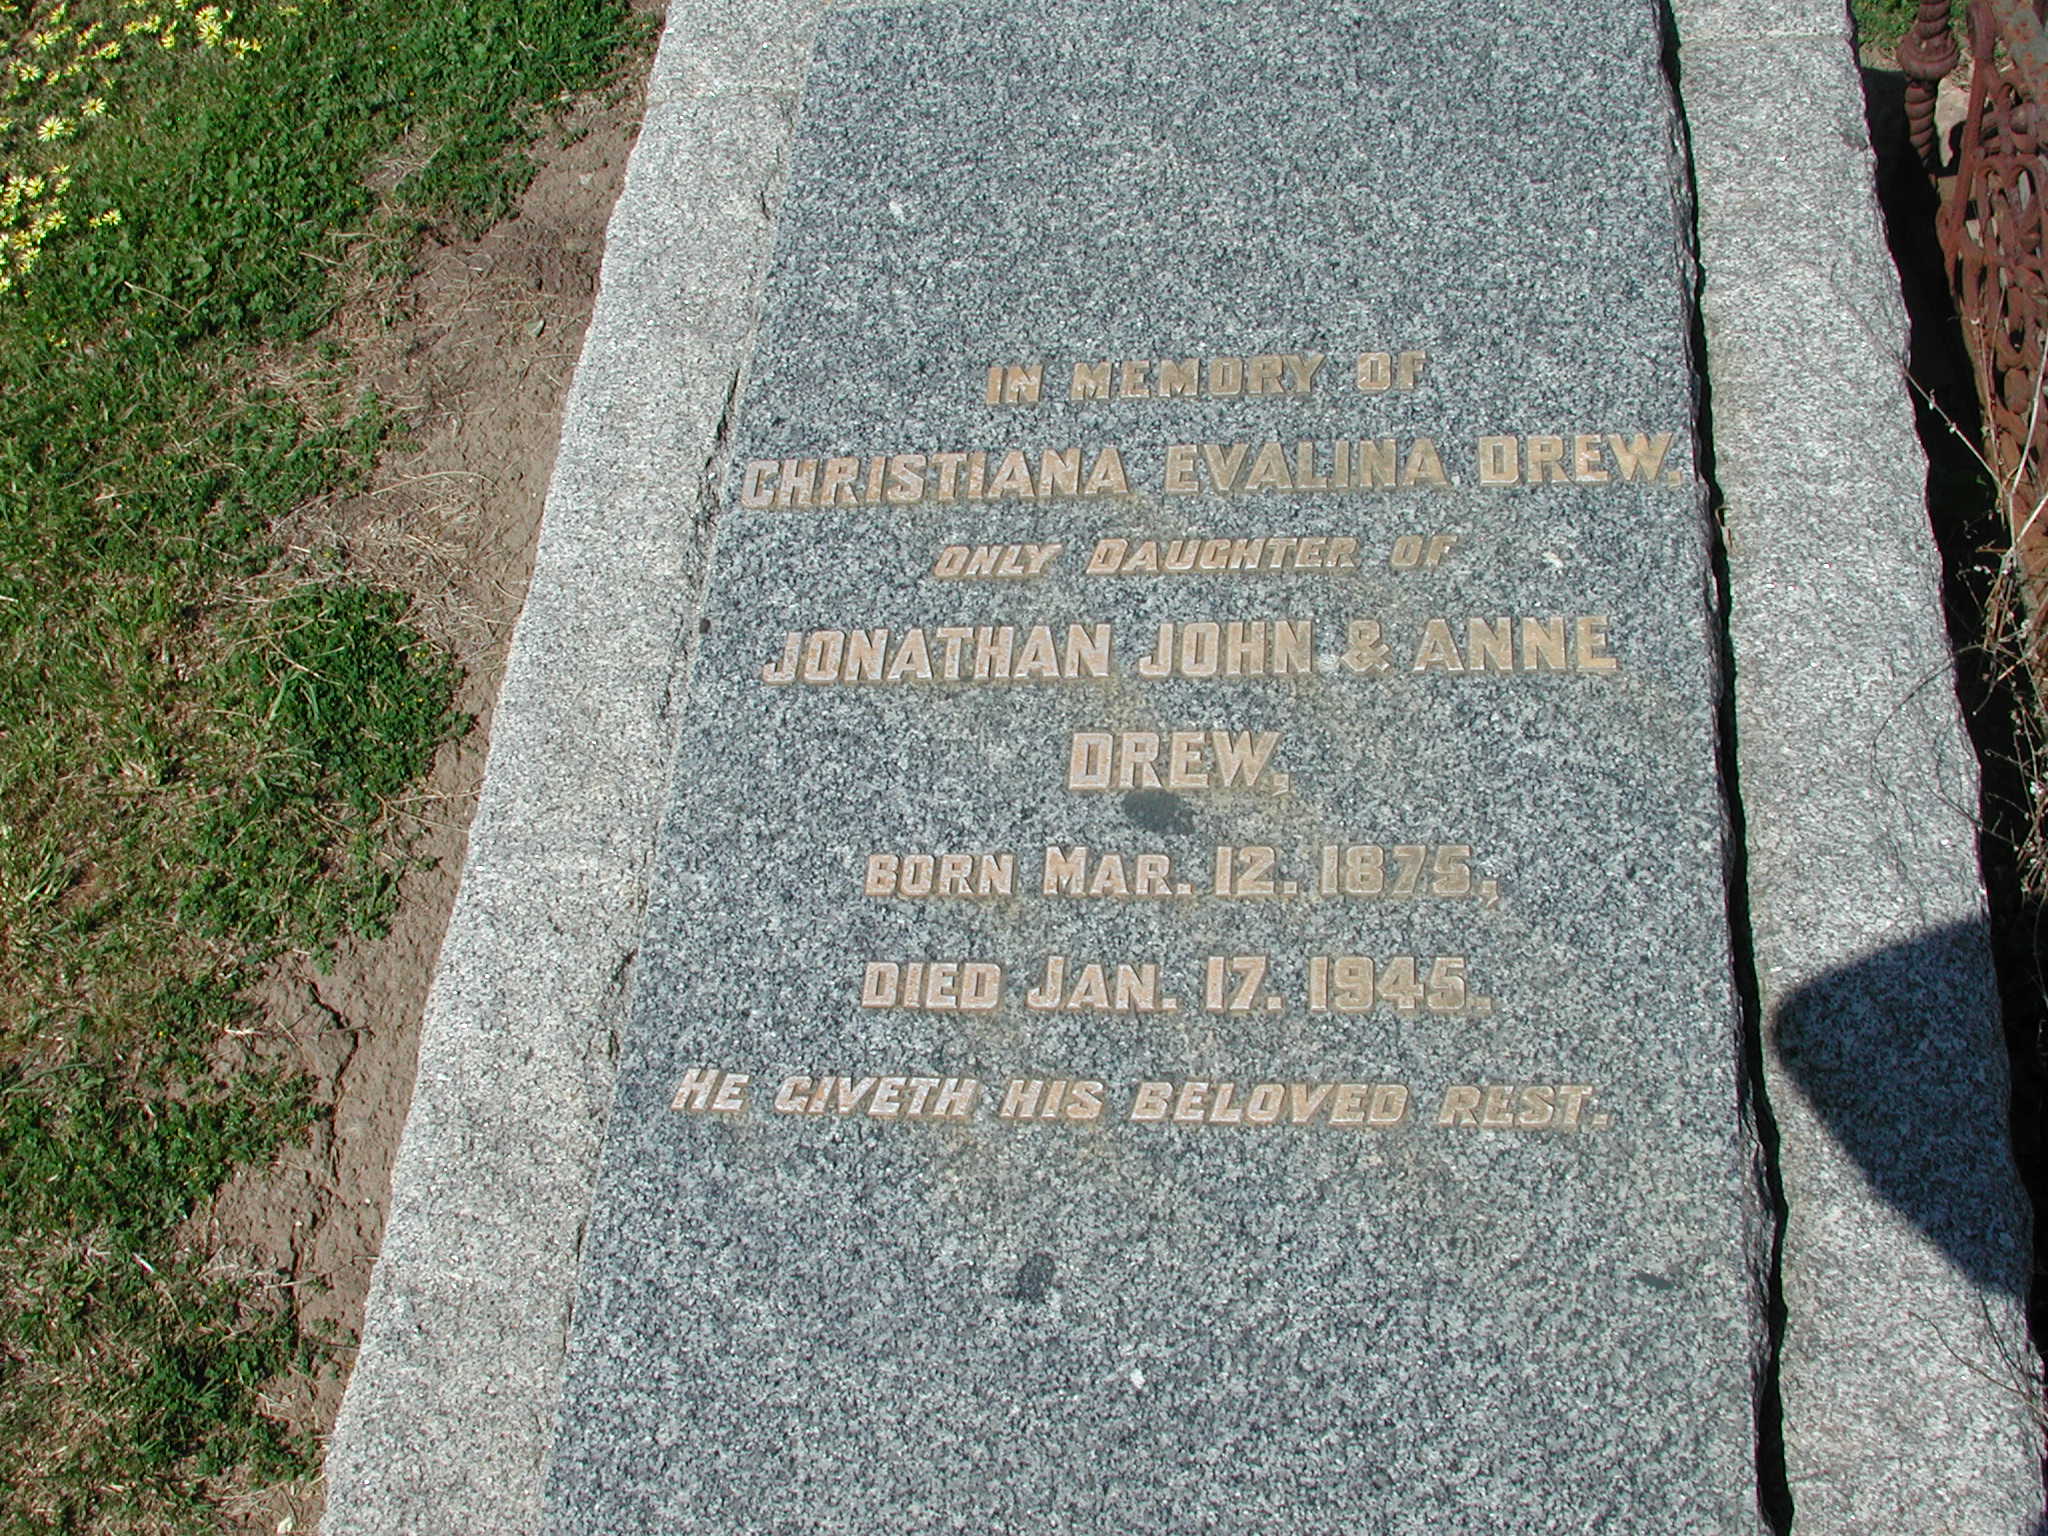 IN MEMORY OF
CHRISTIANA EVALINA DREW,
ONLY DAUGHTER OF
JONATHAN JOHN & ANNE
DREW,
BORN MAR. 12. 1875,
DIED JAN. 17. 1945.
HE GIVETH HIS BELOVED REST.